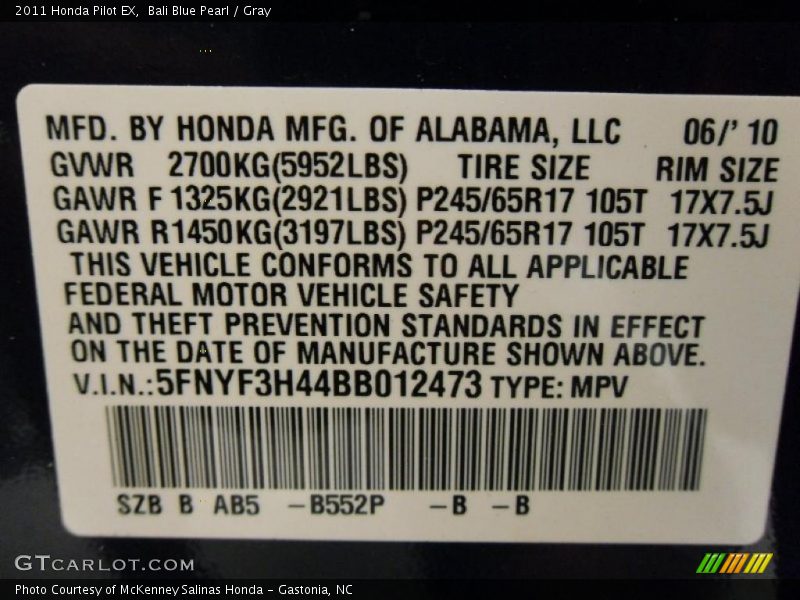 2011 Honda Pilot EX,  Bali Blue Pearl / Gray
MFD. BY HONDA MFG. OF ALABAMA, LLC 06/' 10
GVWR 2700KG(5952LBS) TIRE SIZE RIM SIZE
GAWR F 1325KG(2921LBS) P245/65R17 105T 17X7.5J
GAWR R1450KG(3197LBS) P245/65R17 105T 17X7.5J
THIS VEHICLE CONFORMS TO ALL APPLICABLE
FEDERAL MOTOR VEHICLE SAFETY
AND THEFT PREVENTION STANDARDS IN EFFECT
ON THE DATE OF MANUFACTURE SHOWN ABOVE.
V.I.N.:5FNYF3H44BB012473 TYPE: MPV
SZB B AB5 -B552P -B -B
GTCARLOT.COM
Photo Courtesy of McKenney Salinas Honda - Gastonia, NC